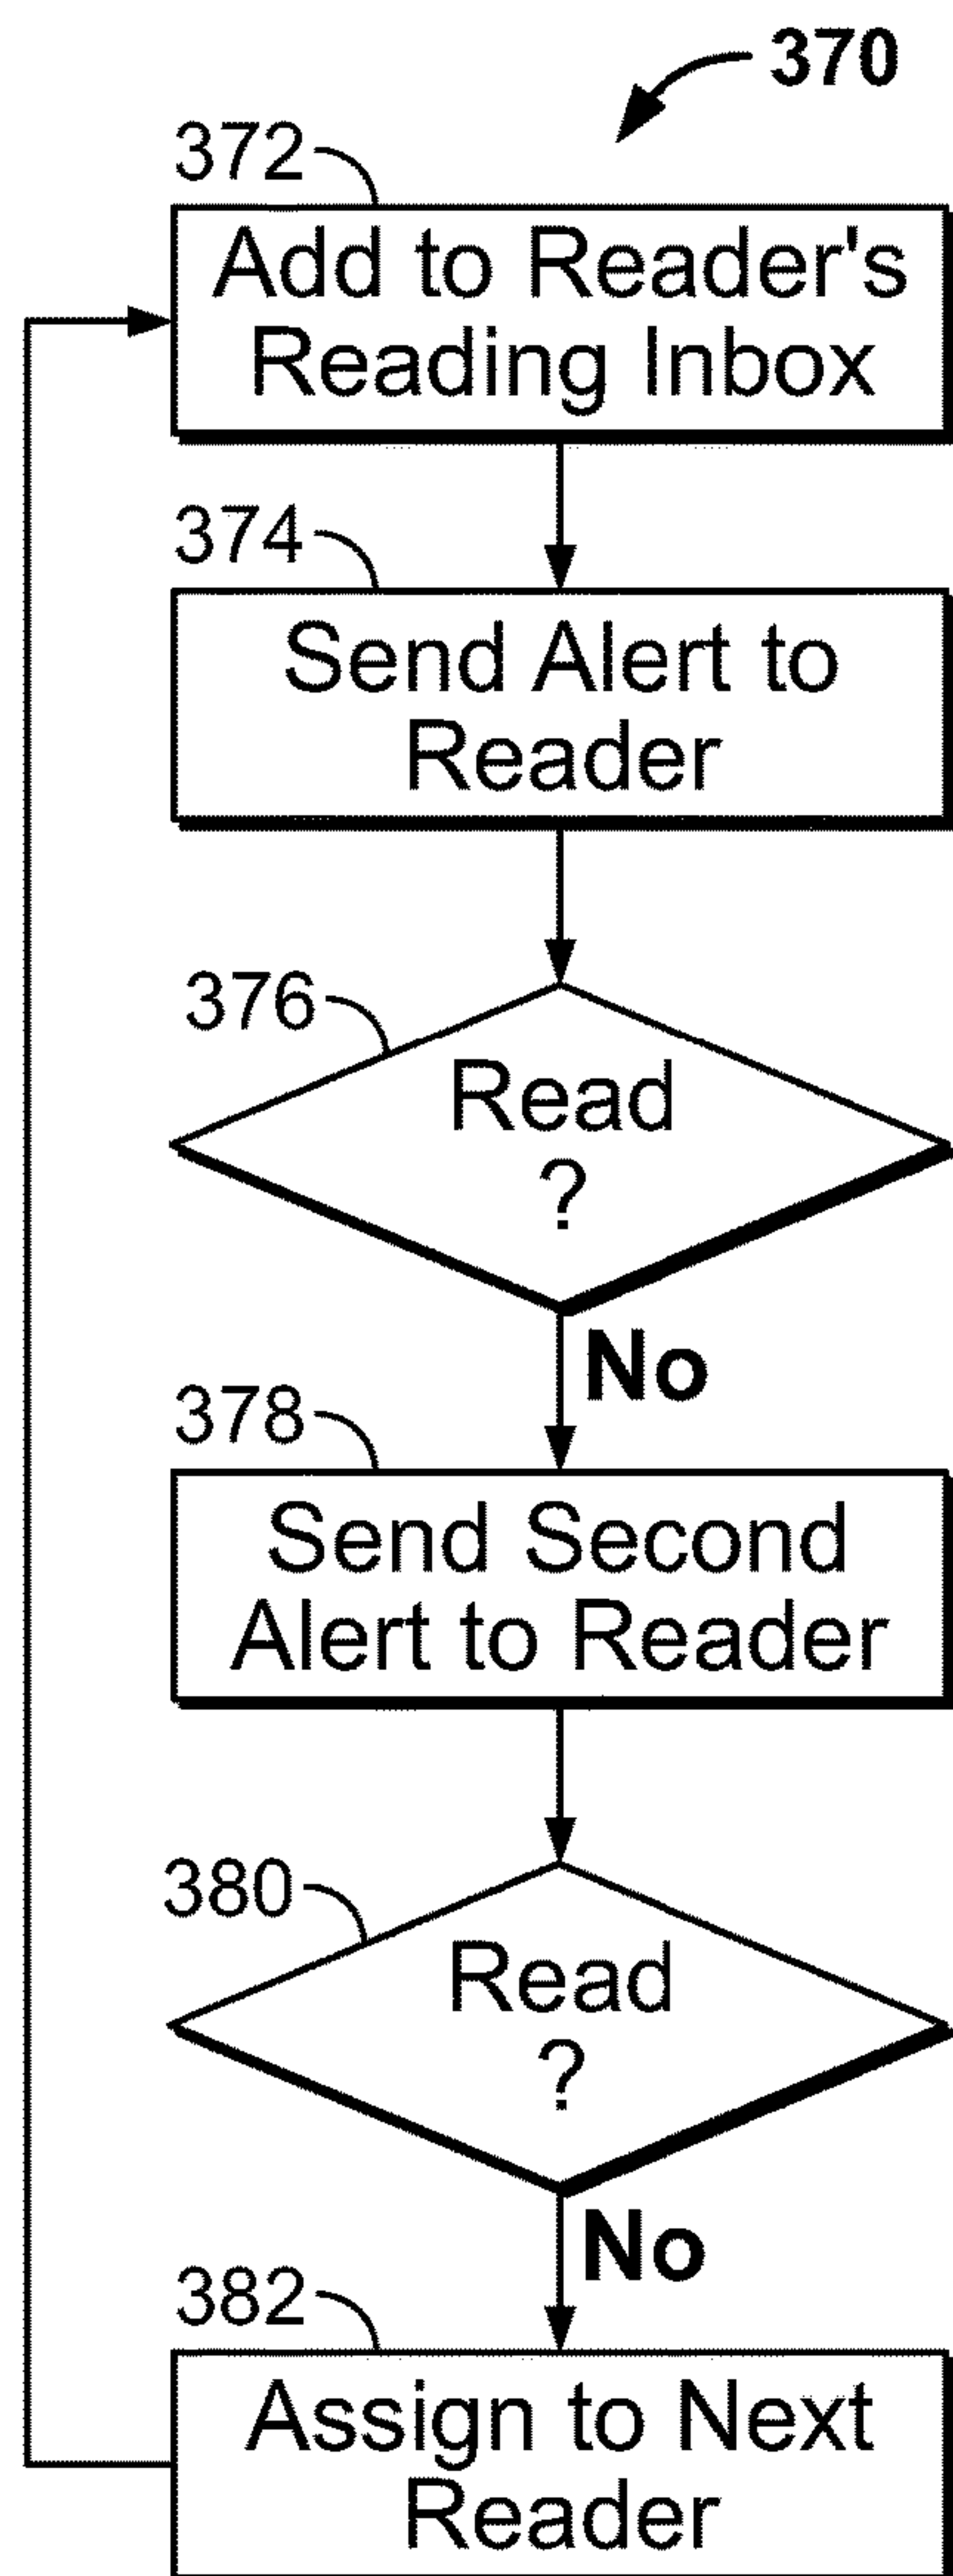 370
372
Add to Reader's
Reading Inbox
374
Send Alert to
Reader
376
Read
?
No
378
Send Second
Alert to Reader
380
Read
?
No
382
Assign to Next
Reader